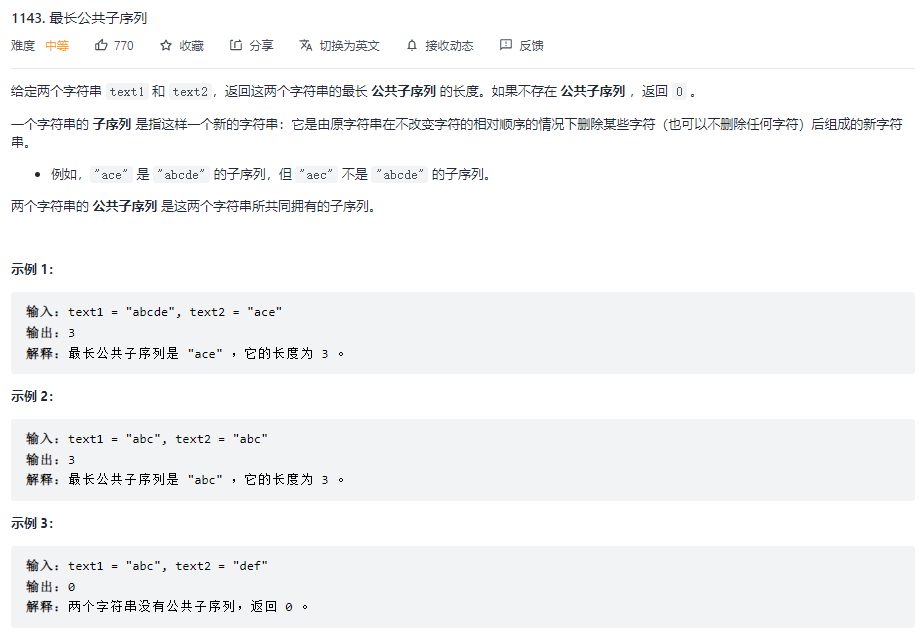 1143. 最长公共子序列
难度 中等 770 收藏 分享 切换为英文 接收动态 反馈
给定两个字符串 text1 和 text2，返回这两个字符串的最长 公共子序列 的长度。如果不存在 公共子序列 ，返回 0 。
一个字符串的 子序列 是指这样一个新的字符串：它是由原字符串在不改变字符的相对顺序的情况下删除某些字符（也可以不删除任何字符）后组成的新字符
串。
• 例如，"ace" 是 "abcde" 的子序列，但 "aec" 不是 "abcde" 的子序列。
两个字符串的 公共子序列 是这两个字符串所共同拥有的子序列。
示例 1：
输入：text1 = "abcde", text2 = "ace"
输出：3
解释：最长公共子序列是 "ace" ，它的长度为 3 。
示例 2：
输入：text1 = "abc", text2 = "abc"
输出：3
解释：最长公共子序列是 "abc" ，它的长度为 3 。
示例 3：
输入：text1 = "abc", text2 = "def"
输出：0
解释：两个字符串没有公共子序列，返回 0 。